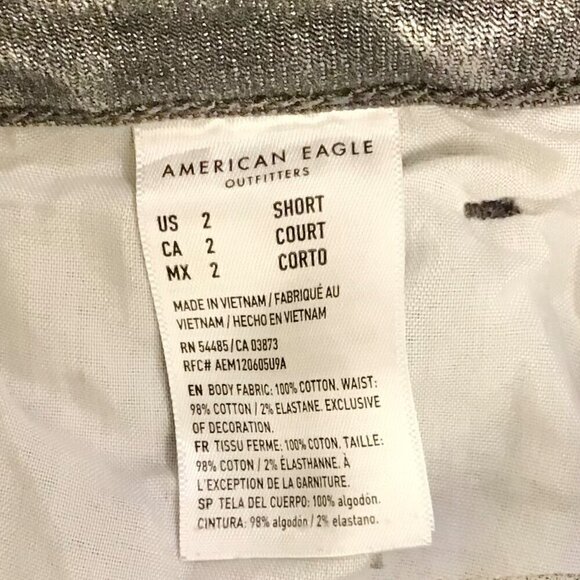 AMERICAN EAGLE
OUTFITTERS
US 2 SHORT
CA 2 COURT
MX 2 CORTO
MADE IN VIETNAM / FABRIQUÉ AU
VIETNAM / HECHO EN VIETNAM
RN 54485 / CA 03873
RFC# AEM120605U9A
EN BODY FABRIC: 100% COTTON. WAIST:
98% COTTON / 2% ELASTANE. EXCLUSIVE
OF DECORATION.
FR TISSU FERME: 100% COTON. TAILLE:
98% COTON / 2% ÉLASTHANNE. À
L'EXCEPTION DE LA GARNITURE.
SP TELA DEL CUERPO: 100% algodón.
CINTURA: 98% algodón / 2% elastano.